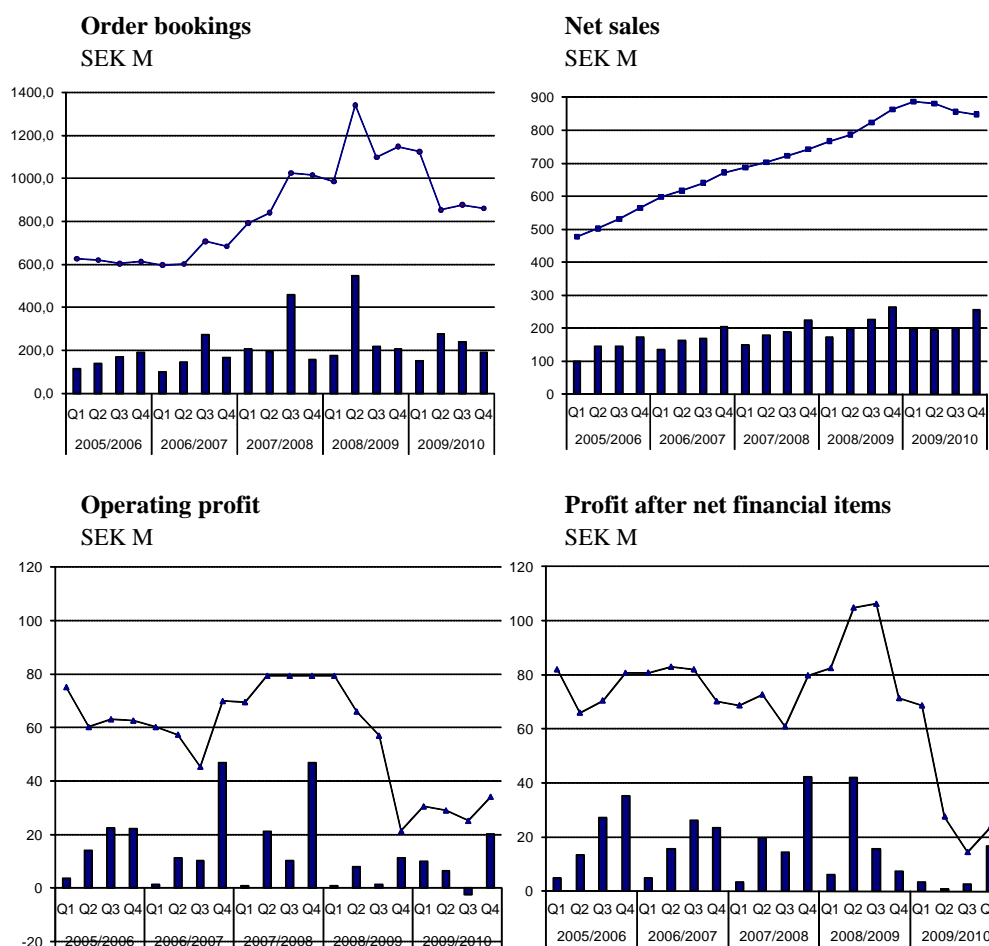 Order bookings
SEK M
1400,0
1200,0
1000,0
800,0
600,0
400,0
200,0
0,0
Q1 Q2 Q3 Q4 Q1 Q2 Q3 Q4 Q1 Q2 Q3 Q4 Q1 Q2 Q3 Q4 Q1 Q2 Q3 Q4
2005/2006 2006/2007 2007/2008 2008/2009 2009/2010
Net sales
SEK M
900
800
700
600
500
400
300
200
100
0
Q1 Q2 Q3 Q4 Q1 Q2 Q3 Q4 Q1 Q2 Q3 Q4 Q1 Q2 Q3 Q4 Q1 Q2 Q3 Q4
2005/2006 2006/2007 2007/2008 2008/2009 2009/2010
Operating profit
SEK M
120
100
80
60
40
20
0
Q1 Q2 Q3 Q4 Q1 Q2 Q3 Q4 Q1 Q2 Q3 Q4 Q1 Q2 Q3 Q4 Q1 Q2 Q3 Q4
-20 2005/2006 2006/2007 2007/2008 2008/2009 2009/2010
Profit after net financial items
SEK M
120
100
80
60
40
20
0
Q1 Q2 Q3 Q4 Q1 Q2 Q3 Q4 Q1 Q2 Q3 Q4 Q1 Q2 Q3 Q4 Q1 Q2 Q3 Q
2005/2006 2006/2007 2007/2008 2008/2009 2009/2010